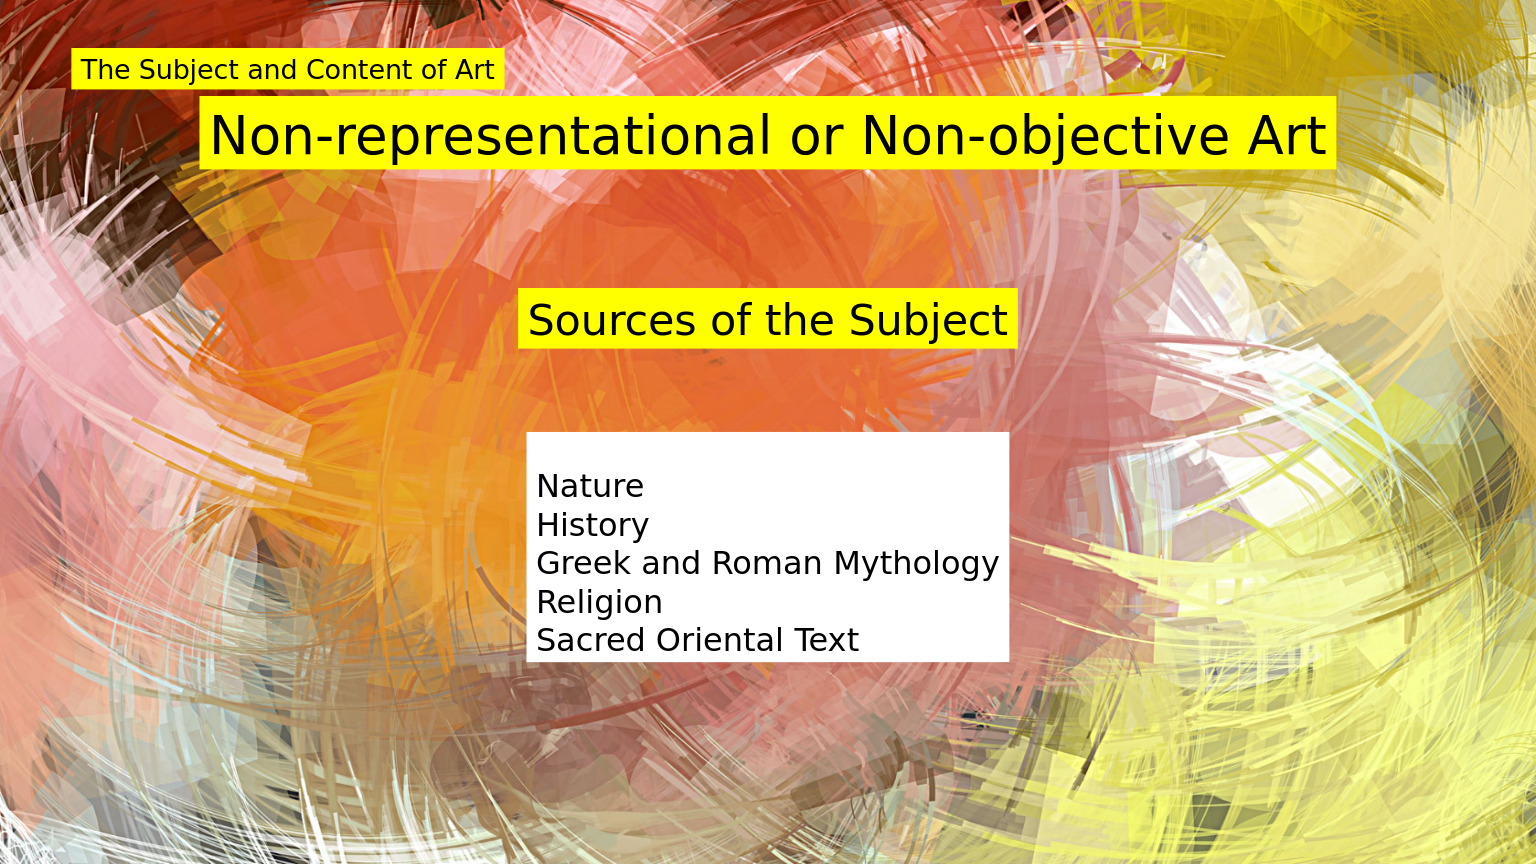 The Subject and Content of Art
Non-representational or Non-objective Art
Sources of the Subject
Nature
History
Greek and Roman Mythology
Religion
Sacred Oriental Text